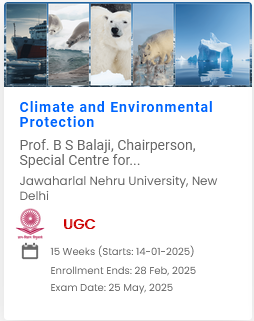 Climate and Environmental
Protection
Prof. B S Balaji, Chairperson,
Special Centre for...
Jawaharlal Nehru University, New
Delhi
UGC
15 Weeks (Starts: 14-01-2025)
Enrollment Ends: 28 Feb, 2025
Exam Date: 25 May, 2025